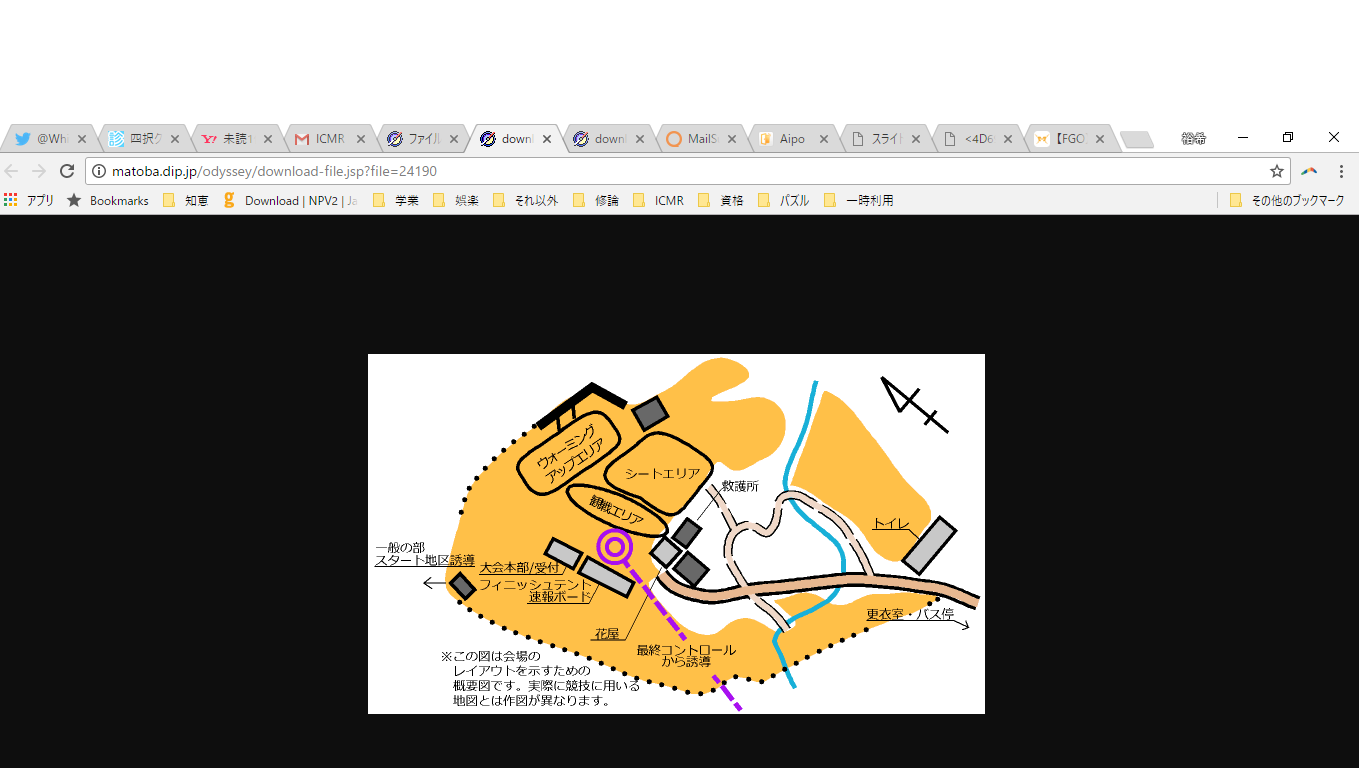 @Wh
四択ク
未読1
ICMR
ファイル
down
down
MailS
Aipo
スライド
<4D6
【FGO
裕希
matoba.dip.jp/odyssey/download-file.jsp?file=24190
アプリ
Bookmarks
知恵
Download | NPV2 | Ja
学業
娯楽
それ以外
修論
ICMR
資格
パズル
一時利用
その他のブックマーク
ウォーミング
アップエリア
シートエリア
観戦エリア
救護所
トイレ
一般の部
スタート地区誘導
大会本部/受付
フィニッシュテント
速報ボード
花屋
更衣室・バス停
最終コントロール
から誘導
※この図は会場の
レイアウトを示すための
概要図です。実際に競技に用いる
地図とは作図が異なります。